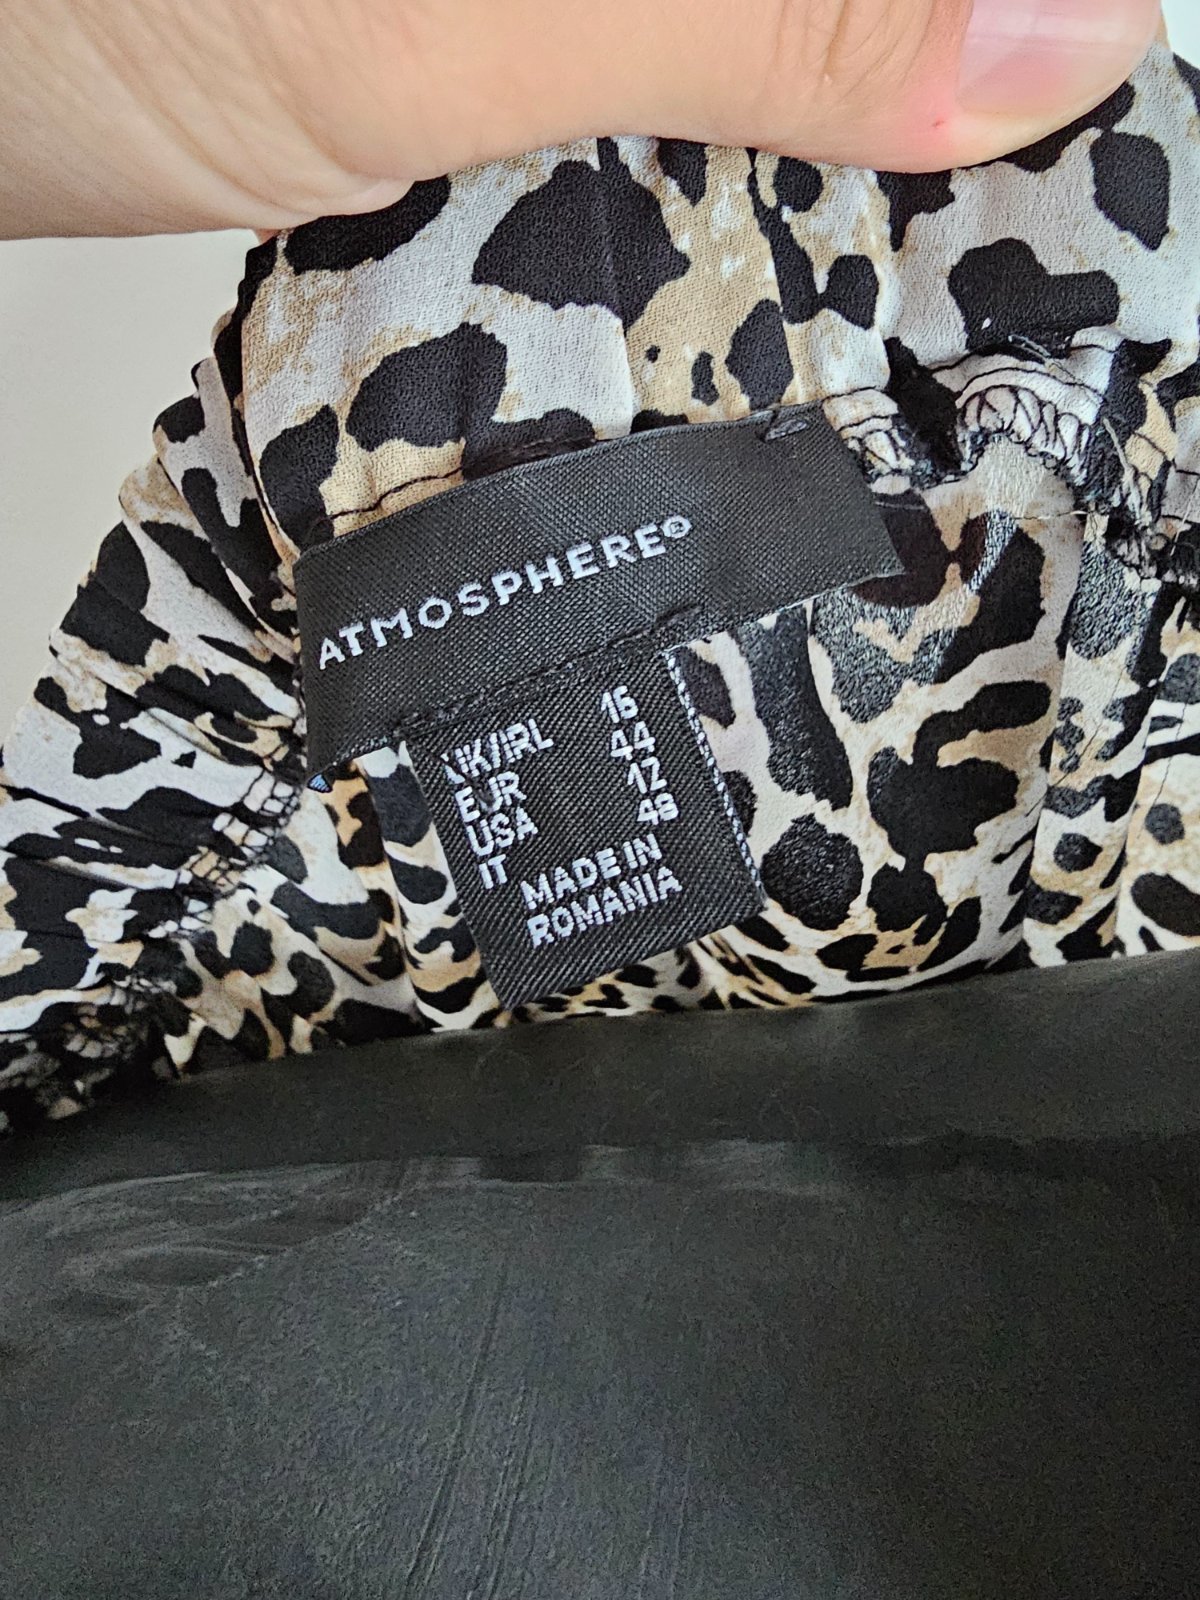 ATMOSPHERE®
UK/IRL 16
EUR 44
USA 12
IT 48
MADE IN
ROMANIA